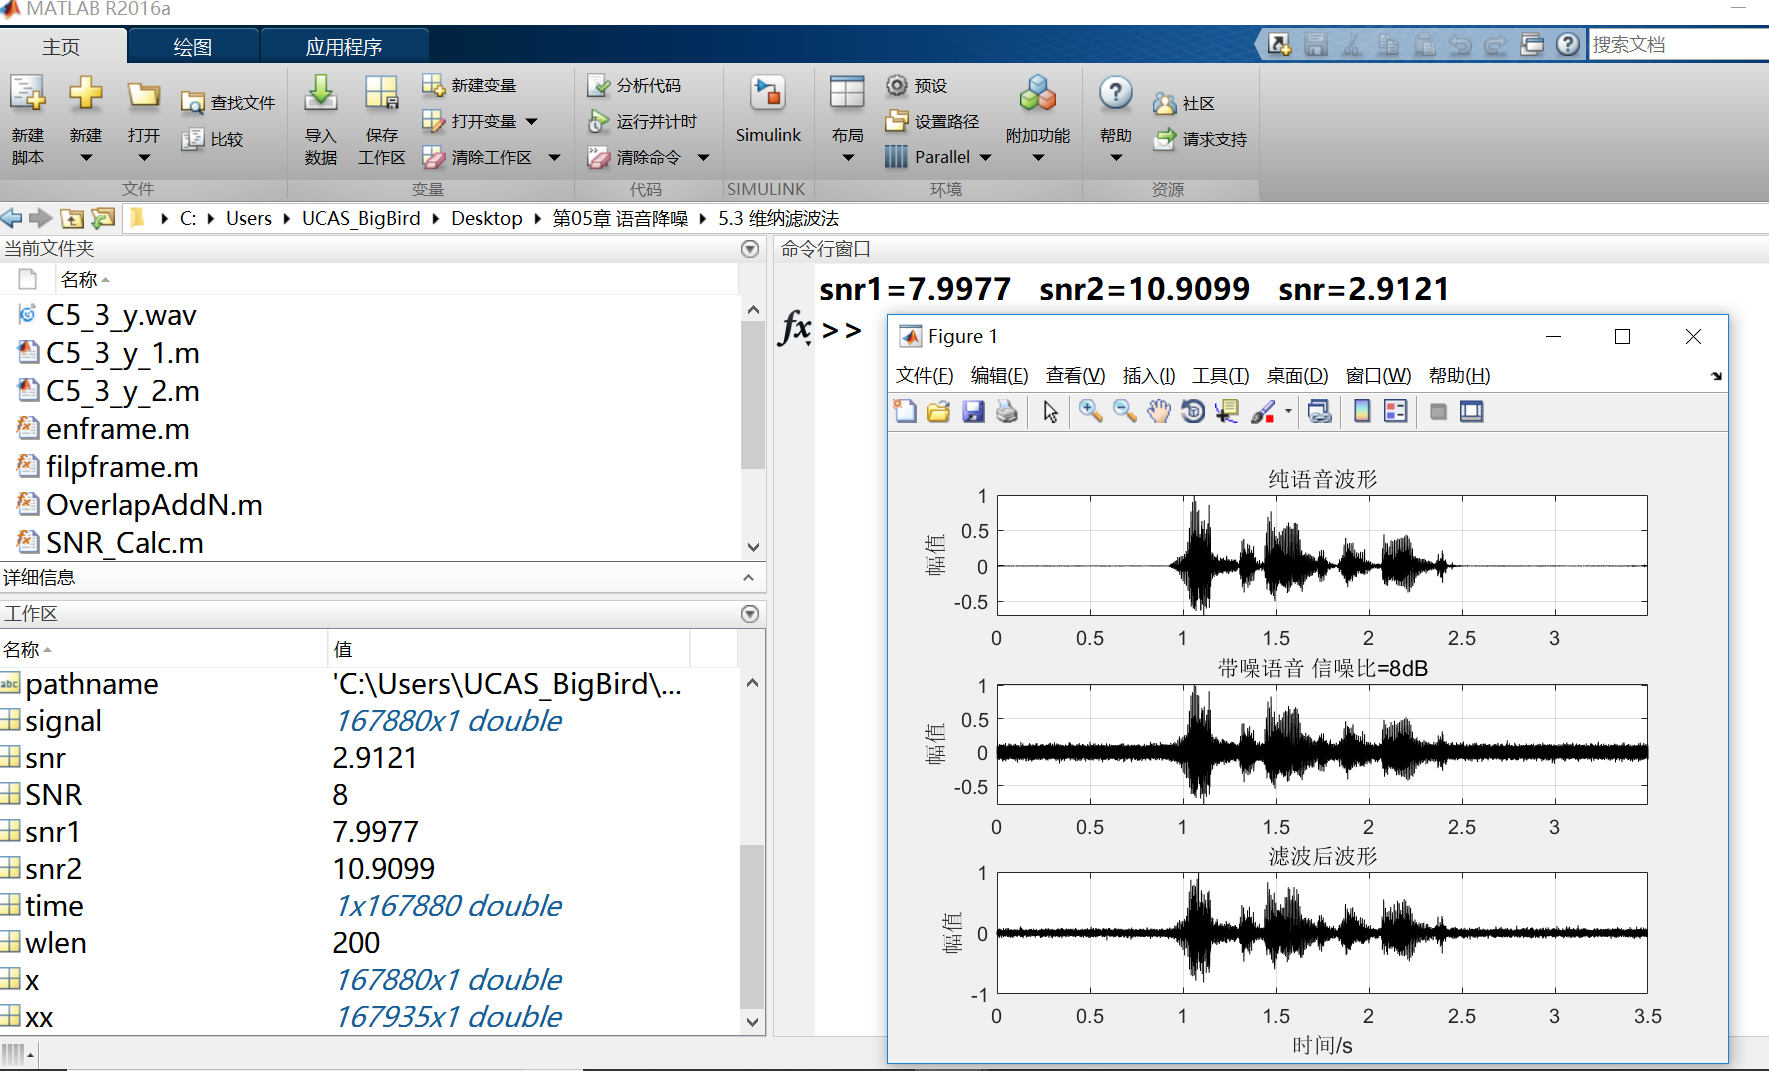 MATLAB R2016a
主页 绘图 应用程序
搜索文档
新建脚本 新建 打开 查找文件 比较
导入数据 保存工作区 新建变量 打开变量 清除工作区
分析代码 运行并计时 清除命令
Simulink
布局 预设 设置路径 Parallel 附加功能
帮助 社区 请求支持
文件 变量 代码 SIMULINK 环境 资源
C: Users UCAS_BigBird Desktop 第05章 语音降噪 5.3 维纳滤波法
当前文件夹
名称
C5_3_y.wav
C5_3_y_1.m
C5_3_y_2.m
enframe.m
filpframe.m
OverlapAddN.m
SNR_Calc.m
详细信息
工作区
名称 值
abc pathname 'C:\Users\UCAS_BigBird\...
signal 167880x1 double
snr 2.9121
SNR 8
snr1 7.9977
snr2 10.9099
time 1x167880 double
wlen 200
x 167880x1 double
xx 167935x1 double
命令行窗口
snr1=7.9977 snr2=10.9099 snr=2.9121
fx >>
Figure 1
文件(F) 编辑(E) 查看(V) 插入(I) 工具(T) 桌面(D) 窗口(W) 帮助(H)
纯语音波形
幅值
1
0.5
0
-0.5
0 0.5 1 1.5 2 2.5 3
带噪语音 信噪比=8dB
幅值
1
0.5
0
-0.5
0 0.5 1 1.5 2 2.5 3
滤波后波形
幅值
1
0
-1
0 0.5 1 1.5 2 2.5 3 3.5
时间/s